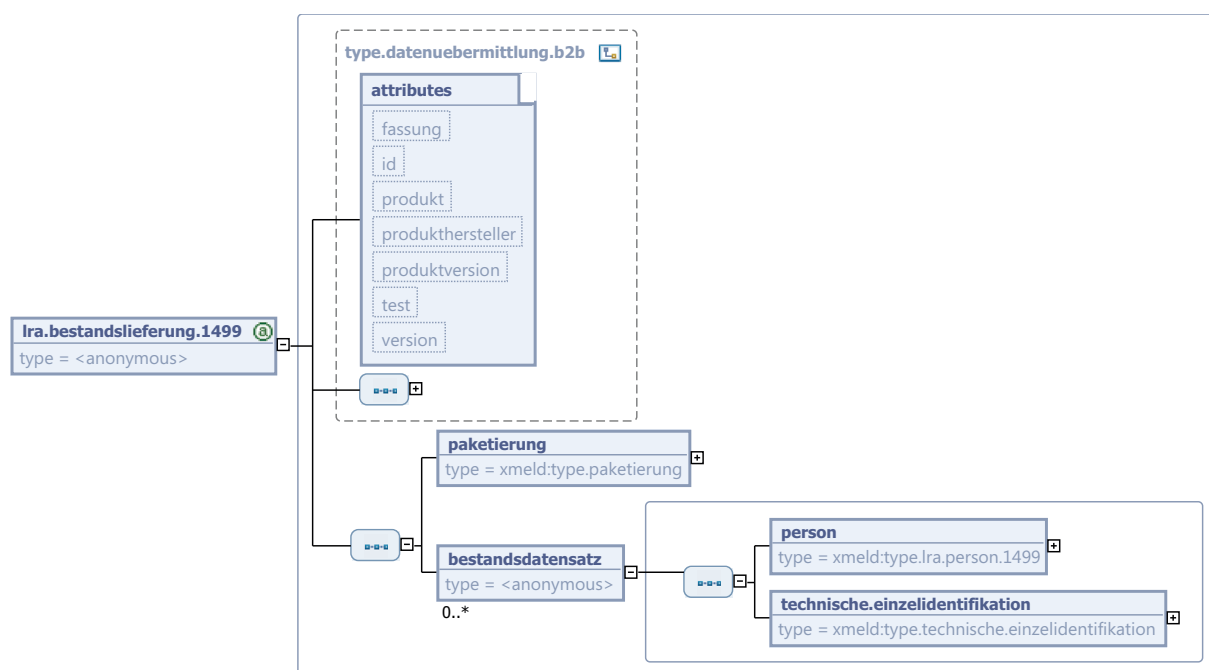 type.datenuebermittlung.b2b
attributes
fassung
id
produkt
produkthersteller
produktversion
test
version
lra.bestandslieferung.1499 a
type = <anonymous>
paketierung
type = xmeld:type.paketierung
bestandsdatensatz
type = <anonymous>
0..*
person
type = xmeld:type.lra.person.1499
technische.einzelidentifikation
type = xmeld:type.technische.einzelidentifikation